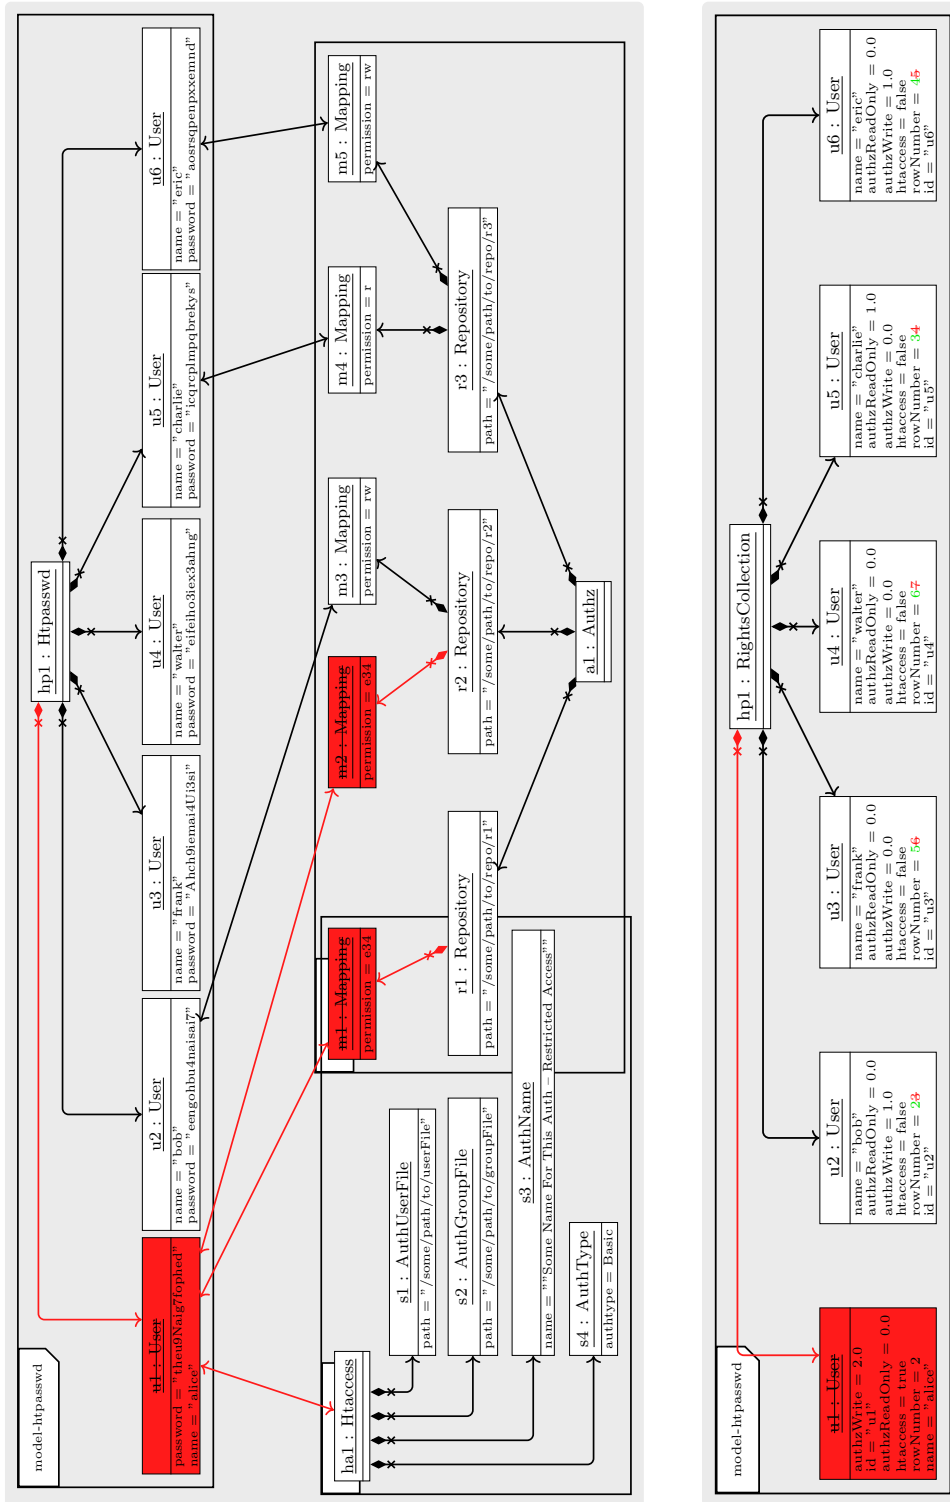 model-htpasswd
hp1 : Htpasswd
u1 : User
password = "theu9Naig7fophed"
name = "alice"
u2 : User
name = "bob"
password = "eengohbu4naisai7"
u3 : User
name = "frank"
password = "Ahch9iemai4Ui3si"
u4 : User
name = "walter"
password = "eifeiho3iex3ahng"
u5 : User
name = "charlie"
password = "icqrcplmpqbrekys"
u6 : User
name = "eric"
password = "aosrsqpenpxxemnd"
ha1 : Htaccess
s1 : AuthUserFile
path = "/some/path/to/userFile"
s2 : AuthGroupFile
path = "/some/path/to/groupFile"
s3 : AuthName
name = ""Some Name For This Auth – Restricted Access""
s4 : AuthType
authtype = Basic
m1 : Mapping
permission = e34
m2 : Mapping
permission = e34
m3 : Mapping
permission = rw
m4 : Mapping
permission = r
m5 : Mapping
permission = rw
r1 : Repository
path = "/some/path/to/repo/r1"
r2 : Repository
path = "/some/path/to/repo/r2"
r3 : Repository
path = "/some/path/to/repo/r3"
a1 : Authz
model-htpasswd
hp1 : RightsCollection
u1 : User
authzWrite = 2.0
id = "u1"
authzReadOnly = 0.0
htaccess = true
rowNumber = 2
name = "alice"
u2 : User
name = "bob"
authzReadOnly = 0.0
authzWrite = 1.0
htaccess = false
rowNumber = 23
id = "u2"
u3 : User
name = "frank"
authzReadOnly = 0.0
authzWrite = 0.0
htaccess = false
rowNumber = 56
id = "u3"
u4 : User
name = "walter"
authzReadOnly = 0.0
authzWrite = 0.0
htaccess = false
rowNumber = 67
id = "u4"
u5 : User
name = "charlie"
authzReadOnly = 1.0
authzWrite = 0.0
htaccess = false
rowNumber = 34
id = "u5"
u6 : User
name = "eric"
authzReadOnly = 0.0
authzWrite = 1.0
htaccess = false
rowNumber = 45
id = "u6"